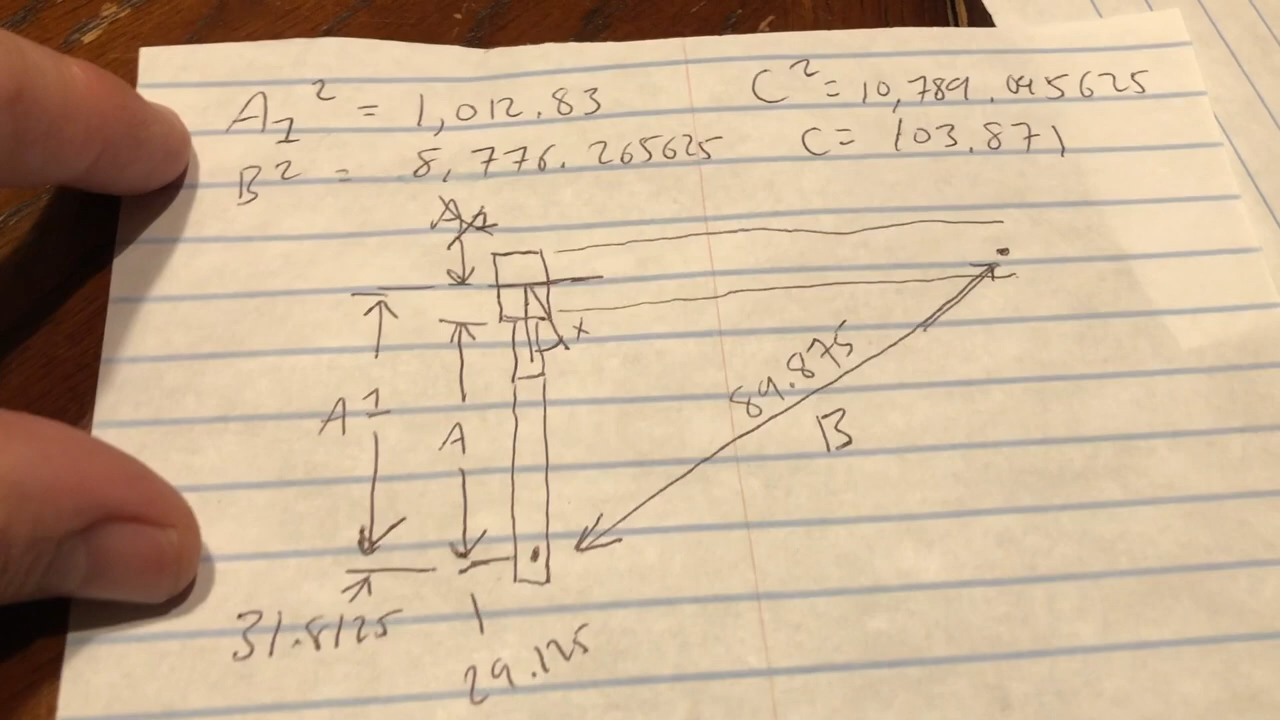 A1² = 1,012.83
C² = 10,789.045625
B² = 8,776.265625
C = 103.871
x
89.875
B
A1
A
31.8125
29.125